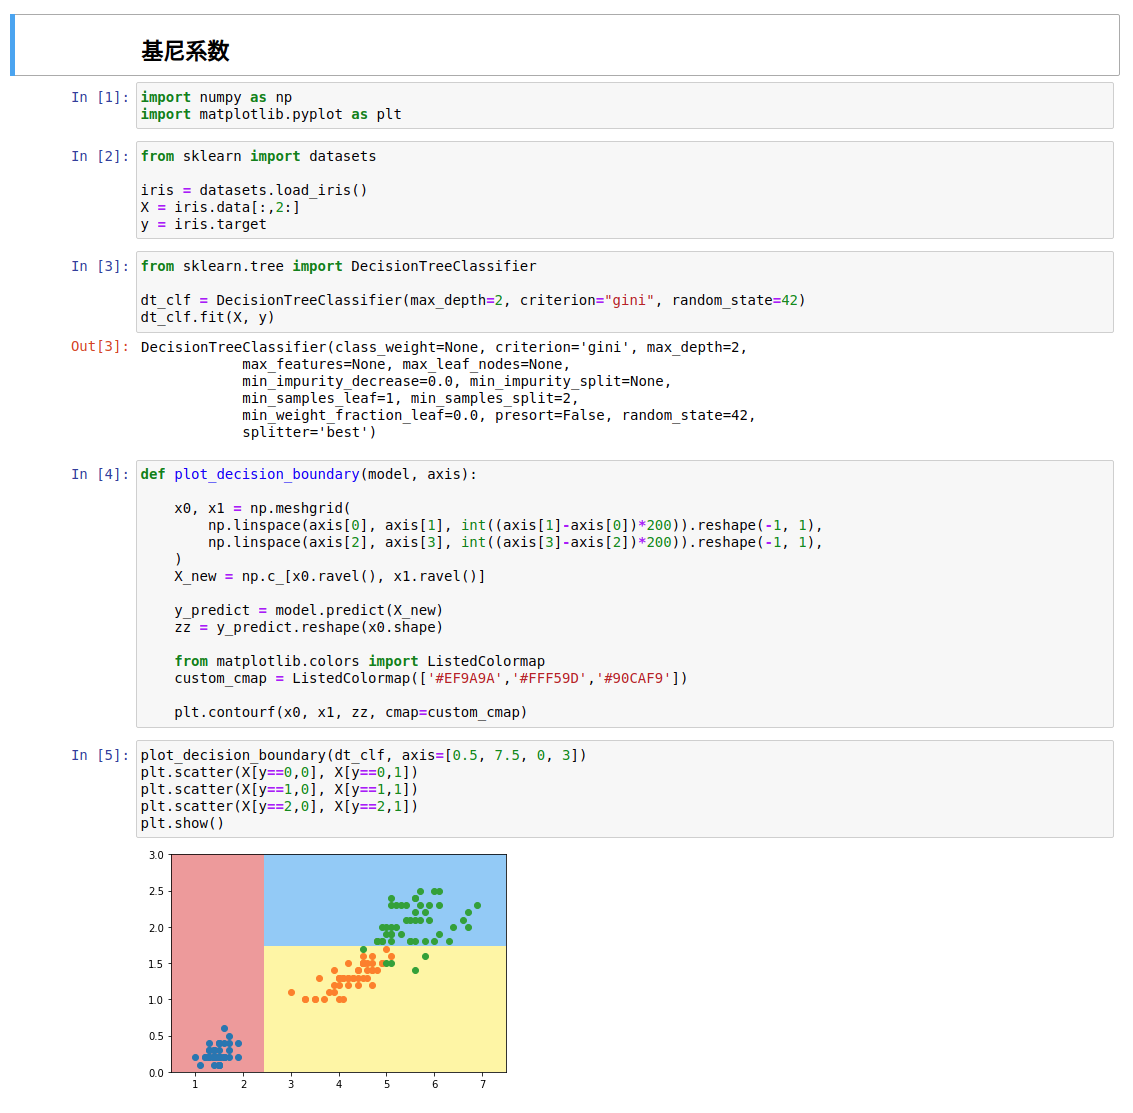 基尼系数
In [1]: import numpy as np
import matplotlib.pyplot as plt
In [2]: from sklearn import datasets
iris = datasets.load_iris()
X = iris.data[:,2:]
y = iris.target
In [3]: from sklearn.tree import DecisionTreeClassifier
dt_clf = DecisionTreeClassifier(max_depth=2, criterion="gini", random_state=42)
dt_clf.fit(X, y)
Out[3]: DecisionTreeClassifier(class_weight=None, criterion='gini', max_depth=2,
            max_features=None, max_leaf_nodes=None,
            min_impurity_decrease=0.0, min_impurity_split=None,
            min_samples_leaf=1, min_samples_split=2,
            min_weight_fraction_leaf=0.0, presort=False, random_state=42,
            splitter='best')
In [4]: def plot_decision_boundary(model, axis):
    x0, x1 = np.meshgrid(
        np.linspace(axis[0], axis[1], int((axis[1]-axis[0])*200)).reshape(-1, 1),
        np.linspace(axis[2], axis[3], int((axis[3]-axis[2])*200)).reshape(-1, 1),
    )
    X_new = np.c_[x0.ravel(), x1.ravel()]
    y_predict = model.predict(X_new)
    zz = y_predict.reshape(x0.shape)
    from matplotlib.colors import ListedColormap
    custom_cmap = ListedColormap(['#EF9A9A','#FFF59D','#90CAF9'])
    plt.contourf(x0, x1, zz, cmap=custom_cmap)
In [5]: plot_decision_boundary(dt_clf, axis=[0.5, 7.5, 0, 3])
plt.scatter(X[y==0,0], X[y==0,1])
plt.scatter(X[y==1,0], X[y==1,1])
plt.scatter(X[y==2,0], X[y==2,1])
plt.show()
3.0
2.5
2.0
1.5
1.0
0.5
0.0
1 2 3 4 5 6 7